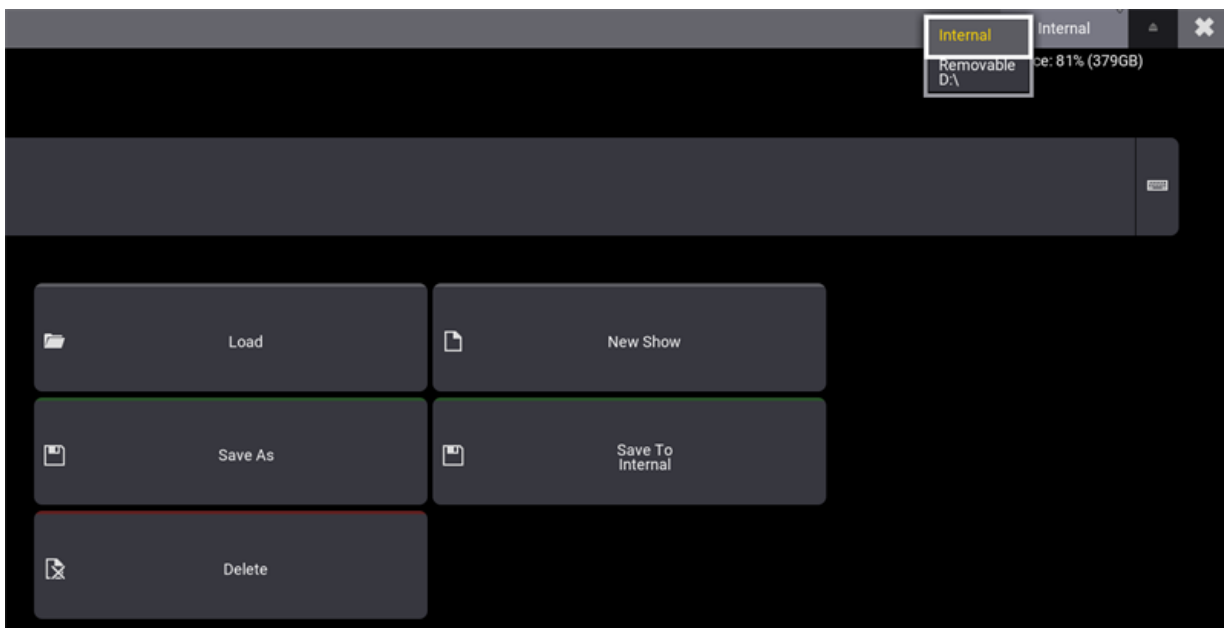 Internal
Internal
Removable
D:\
ce: 81% (379GB)
Load
New Show
Save As
Save To
Internal
Delete